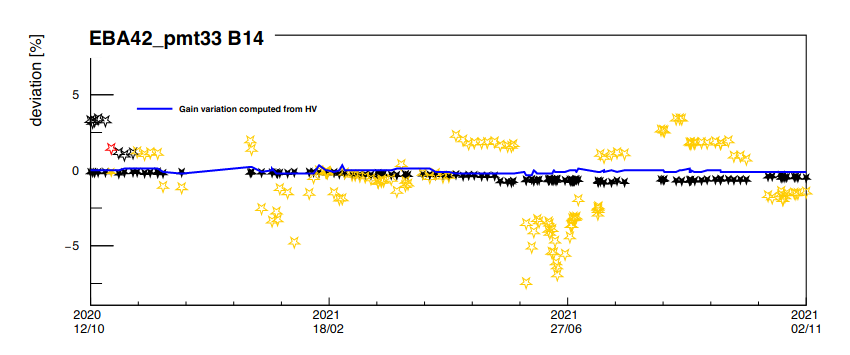 EBA42_pmt33 B14
deviation [%]
Gain variation computed from HV
5
0
−5
2020 2021 2021 2021
12/10 18/02 27/06 02/11